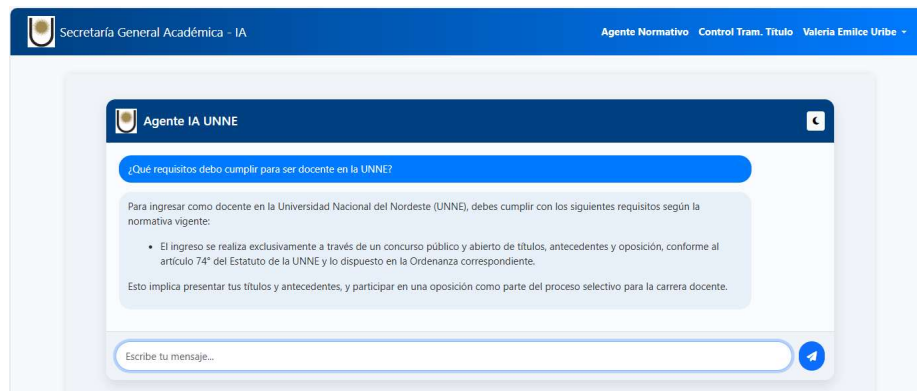 Secretaría General Académica - IA
Agente Normativo Control Tram. Título Valeria Emilce Uribe
Agente IA UNNE
¿Qué requisitos debo cumplir para ser docente en la UNNE?
Para ingresar como docente en la Universidad Nacional del Nordeste (UNNE), debes cumplir con los siguientes requisitos según la
normativa vigente:
• El ingreso se realiza exclusivamente a través de un concurso público y abierto de títulos, antecedentes y oposición, conforme al
artículo 74° del Estatuto de la UNNE y lo dispuesto en la Ordenanza correspondiente.
Esto implica presentar tus títulos y antecedentes, y participar en una oposición como parte del proceso selectivo para la carrera docente.
Escribe tu mensaje...